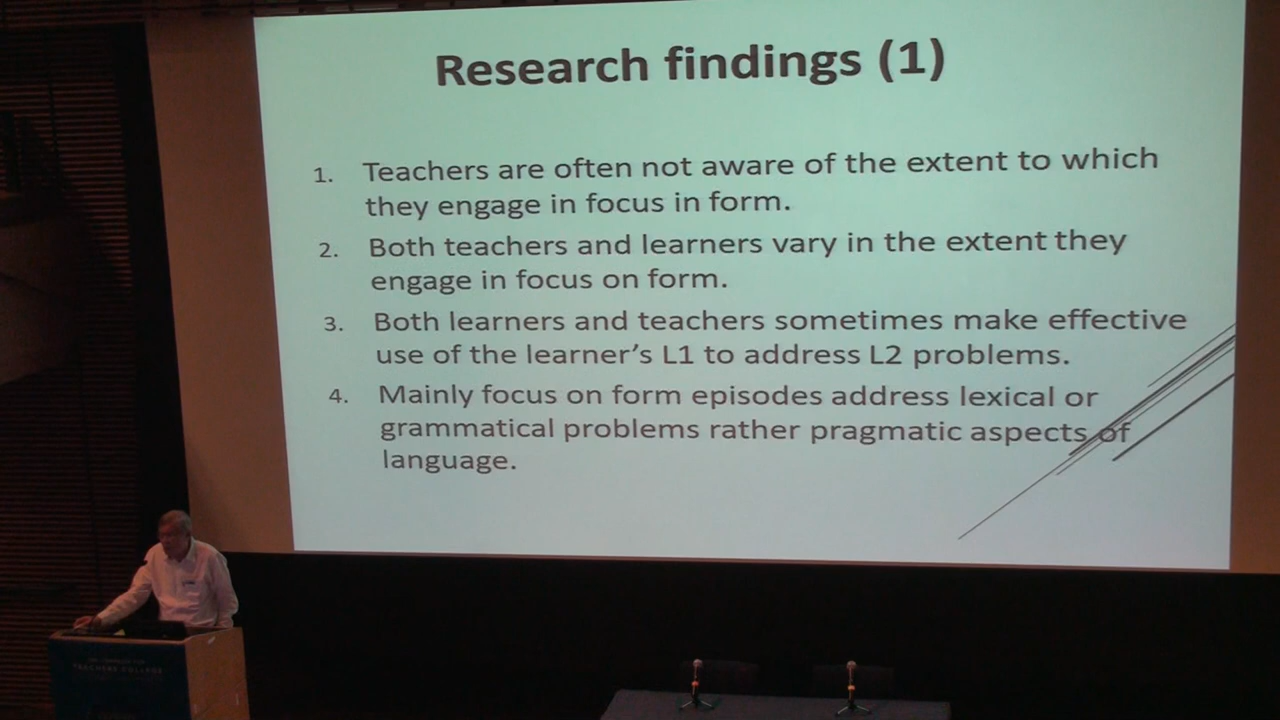 Research findings (1)
1. Teachers are often not aware of the extent to which
they engage in focus in form.
2. Both teachers and learners vary in the extent they
engage in focus on form.
3. Both learners and teachers sometimes make effective
use of the learner's L1 to address L2 problems.
4. Mainly focus on form episodes address lexical or
grammatical problems rather pragmatic aspects of
language.
TEACHERS COLLEGE